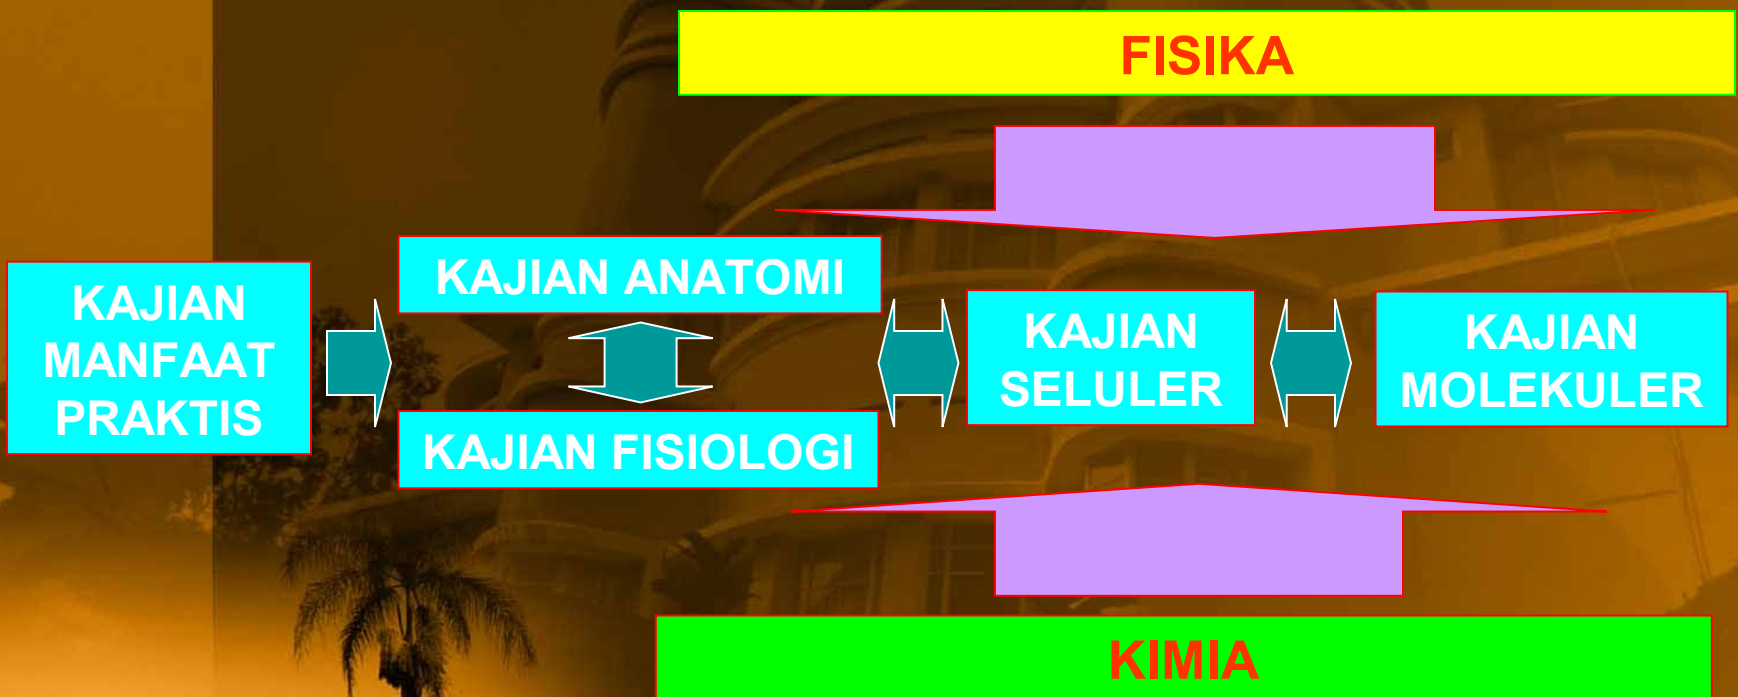 FISIKA
KAJIAN
MANFAAT
PRAKTIS
KAJIAN ANATOMI
KAJIAN FISIOLOGI
KAJIAN
SELULER
KAJIAN
MOLEKULER
KIMIA